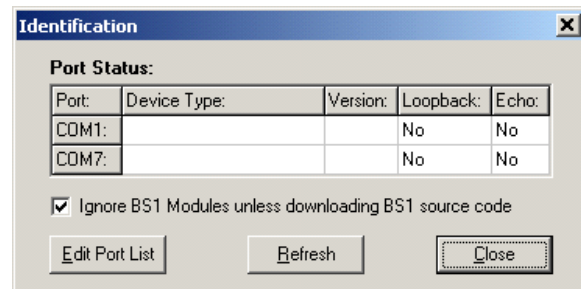 Identification
Port Status:
Port: Device Type: Version: Loopback: Echo:
COM1: No No
COM7: No No
Ignore BS1 Modules unless downloading BS1 source code
Edit Port List Refresh Close